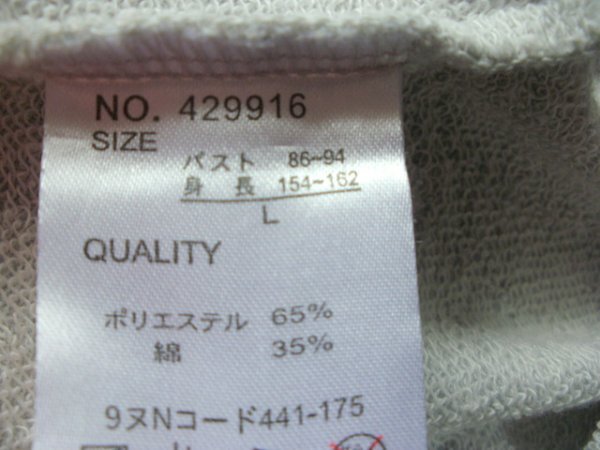 NO. 429916
SIZE
バスト 86~94
身長 154~162
L
QUALITY
ポリエステル 65%
綿 35%
9ヌNコード441-175